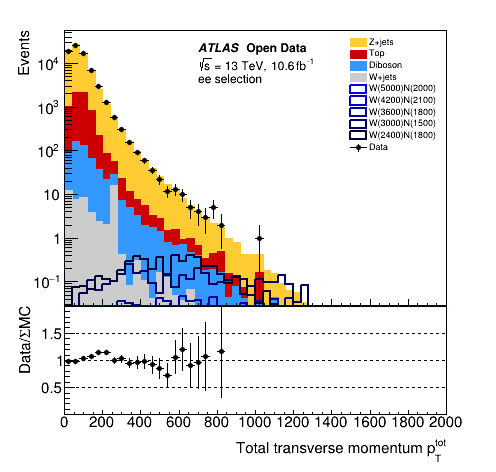 Events
ATLAS Open Data
√s = 13 TeV, 10.6 fb⁻¹
ee selection
Z+jets
Top
Diboson
W+jets
W(5000)N(2000)
W(4200)N(2100)
W(3600)N(1800)
W(3000)N(1500)
W(2400)N(1800)
Data
10⁴
10³
10²
10
1
10⁻¹
Data/ΣMC
1.5
1
0.5
0 200 400 600 800 1000 1200 1400 1600 1800 2000
Total transverse momentum p_T^tot